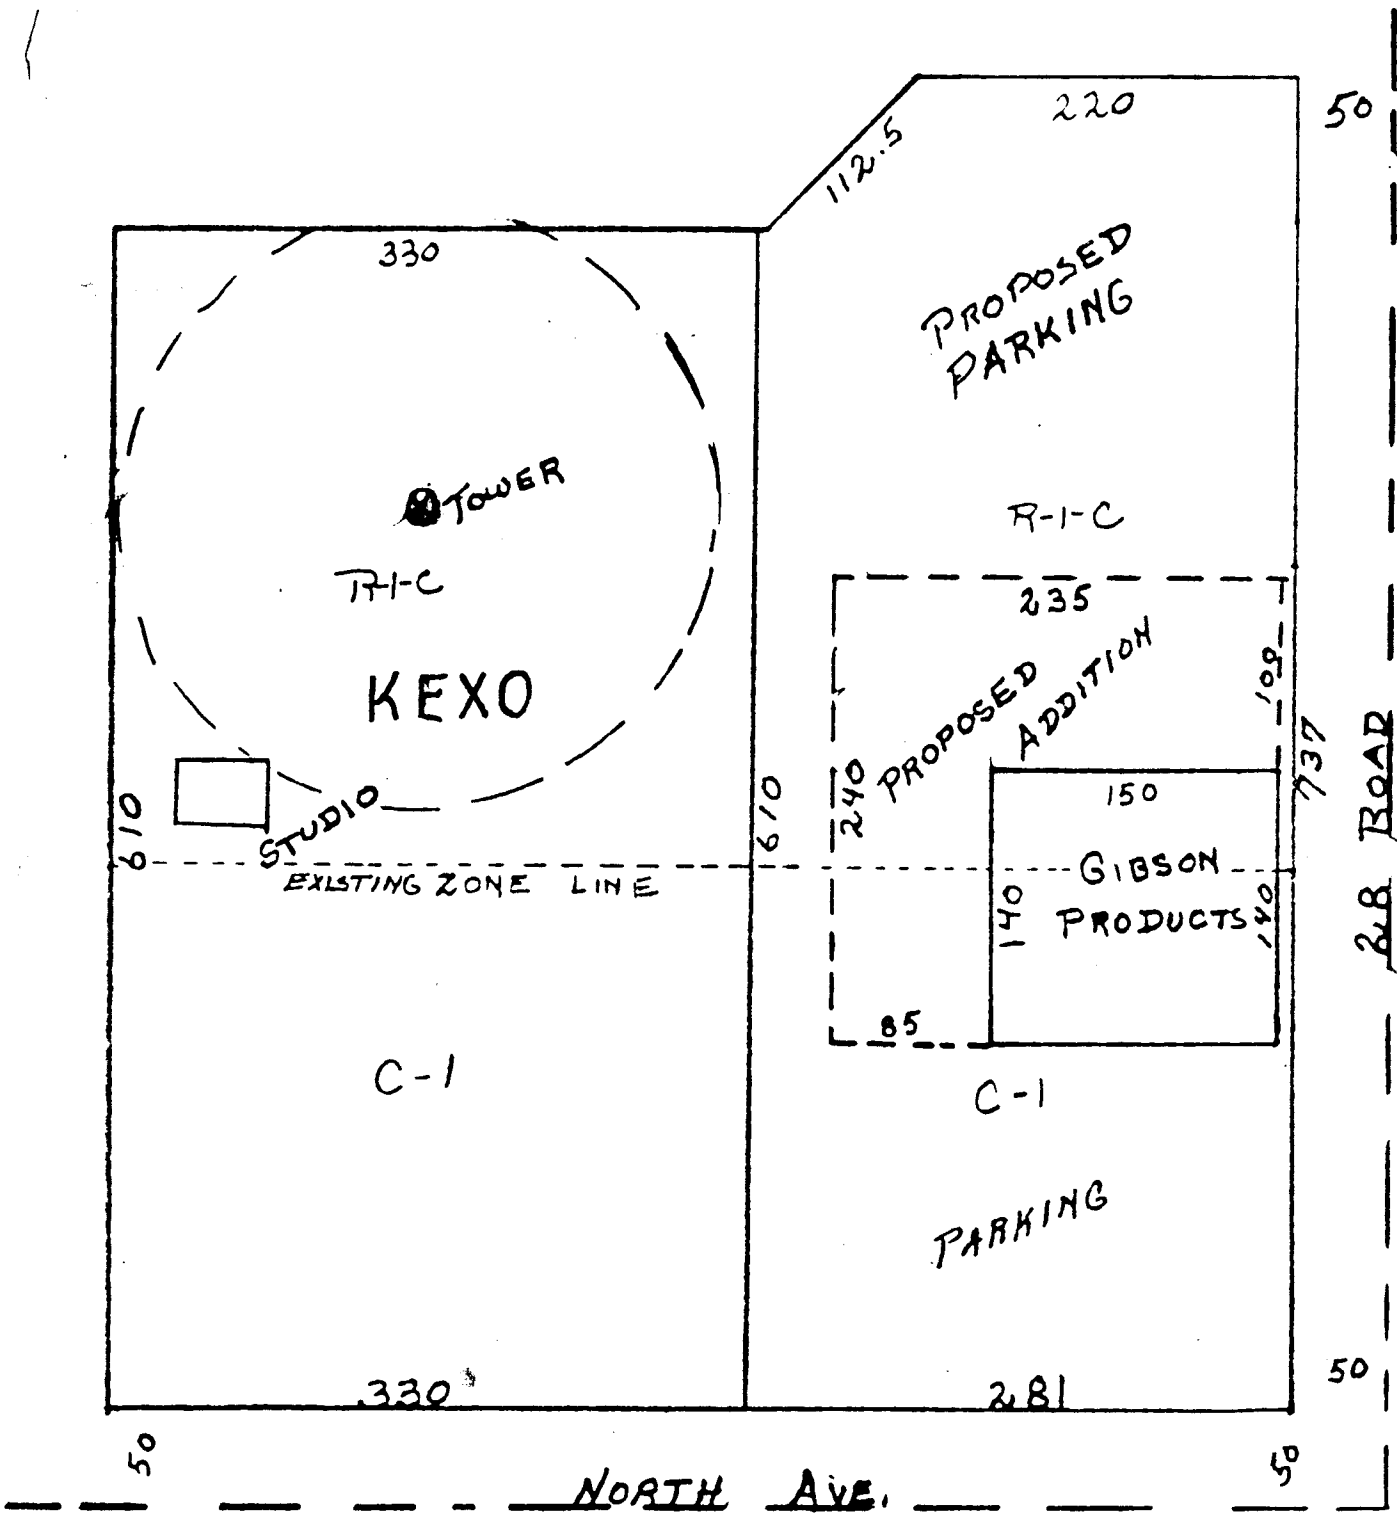 220
50
112.5
330
PROPOSED
PARKING
TOWER
R-1-C
R-1-C
235
PROPOSED
ADDITION
KEXO
737
28 ROAD
610
STUDIO
610
240
150
EXISTING ZONE LINE
GIBSON
PRODUCTS
140
140
85
C-1
C-1
PARKING
50
330
281
50
50
NORTH AVE.